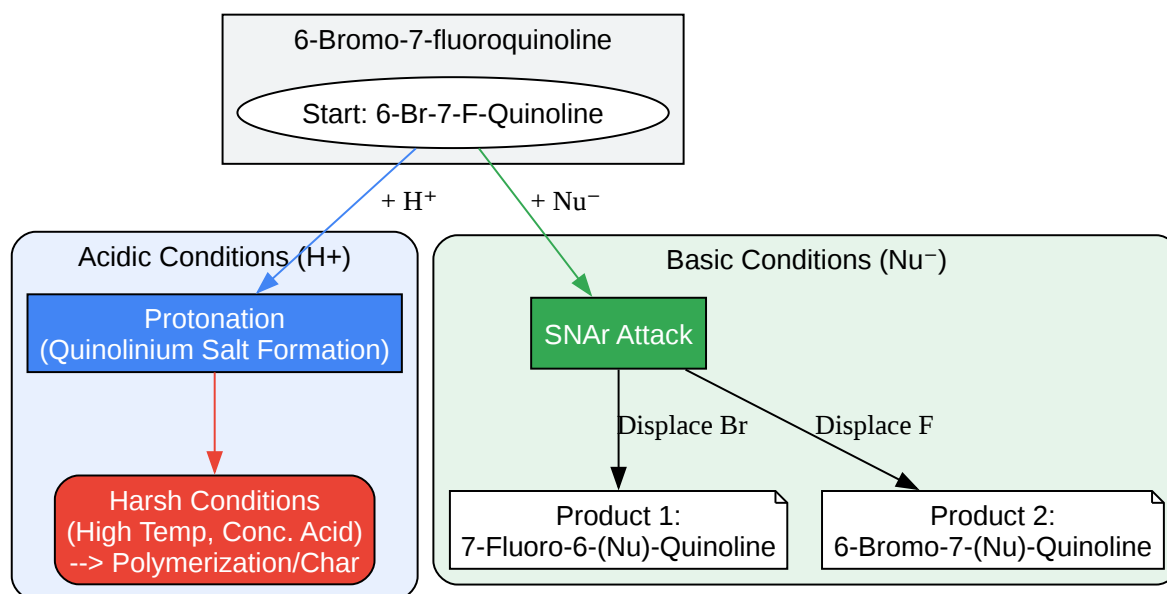 6-Bromo-7-fluoroquinoline
Start: 6-Br-7-F-Quinoline
+ H⁺
+ Nu⁻
Acidic Conditions (H+)
Protonation
(Quinolinium Salt Formation)
Harsh Conditions
(High Temp, Conc. Acid)
--> Polymerization/Char
Basic Conditions (Nu⁻)
SNAr Attack
Displace Br
Displace F
Product 1:
7-Fluoro-6-(Nu)-Quinoline
Product 2:
6-Bromo-7-(Nu)-Quinoline